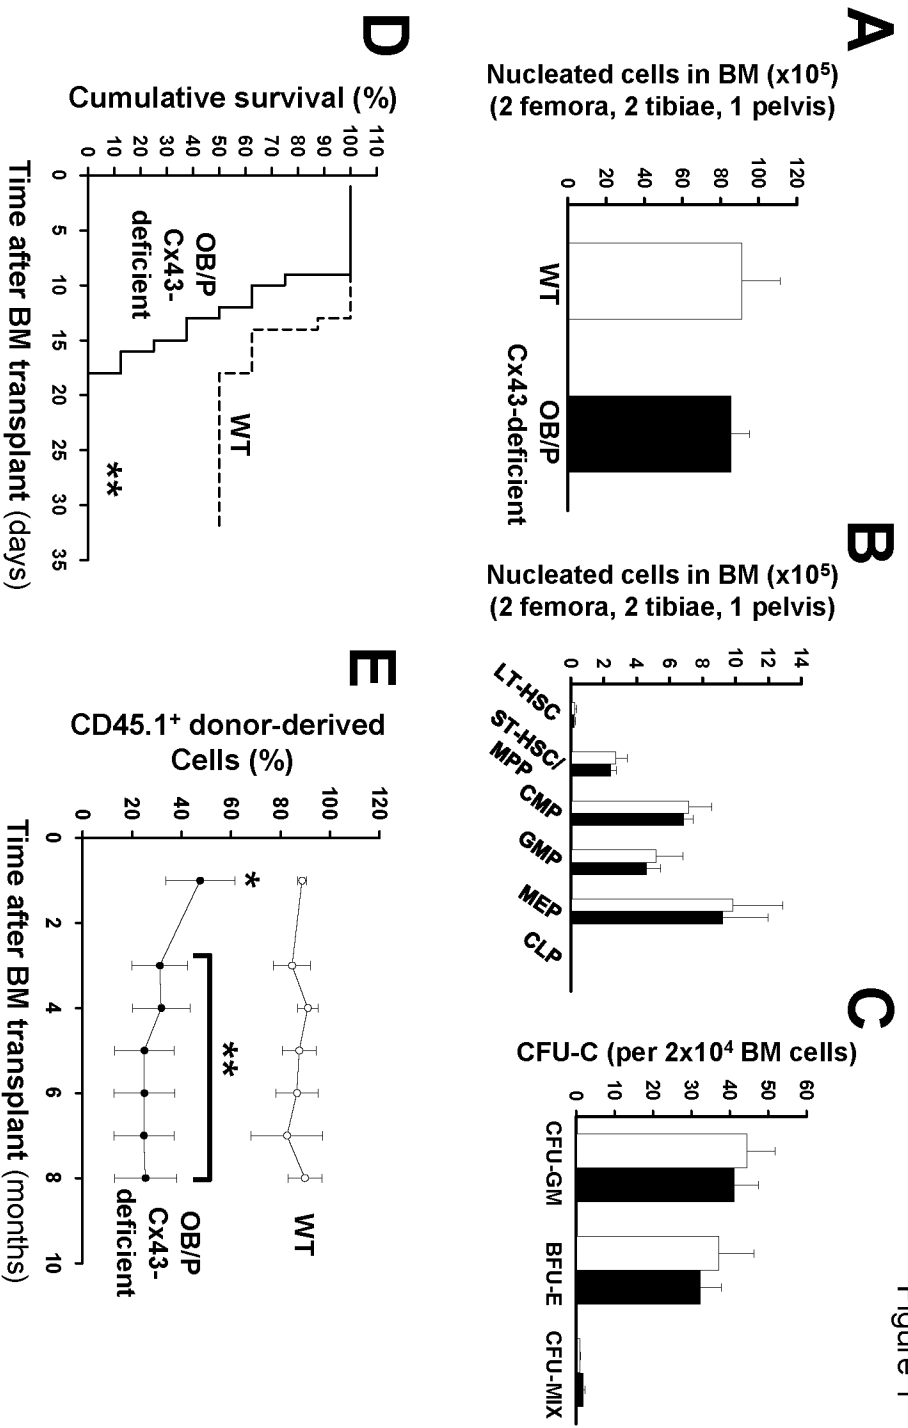 Figure 1
A
Nucleated cells in BM (x10⁵)
(2 femora, 2 tibiae, 1 pelvis)
120
100
80
60
40
20
0
WT
OB/P
Cx43-deficient
B
Nucleated cells in BM (x10⁵)
(2 femora, 2 tibiae, 1 pelvis)
14
12
10
8
6
4
2
0
LT-HSC
ST-HSC/
MPP
CMP
GMP
MEP
CLP
C
CFU-C (per 2x10⁴ BM cells)
60
50
40
30
20
10
0
CFU-GM
BFU-E
CFU-MIX
D
Cumulative survival (%)
110
100
90
80
70
60
50
40
30
20
10
0
OB/P
Cx43-
deficient
WT
**
0 5 10 15 20 25 30 35
Time after BM transplant (days)
E
CD45.1⁺ donor-derived
Cells (%)
120
100
80
60
40
20
0
*
**
WT
OB/P
Cx43-
deficient
0 2 4 6 8 10
Time after BM transplant (months)